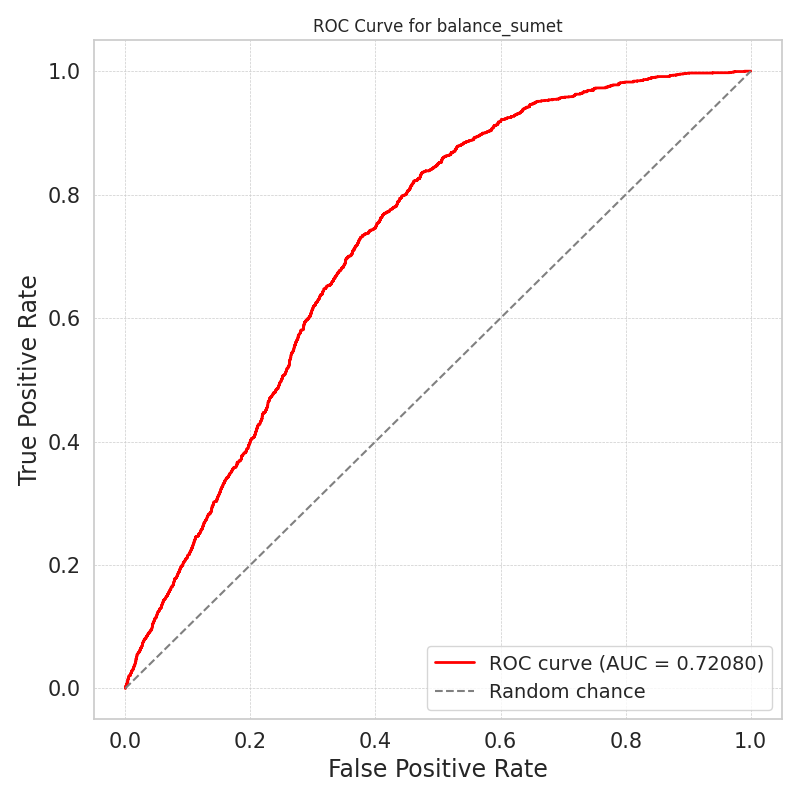 ROC Curve for balance_sumet
True Positive Rate
1.0
0.8
0.6
0.4
0.2
0.0
ROC curve (AUC = 0.72080)
Random chance
0.0 0.2 0.4 0.6 0.8 1.0
False Positive Rate